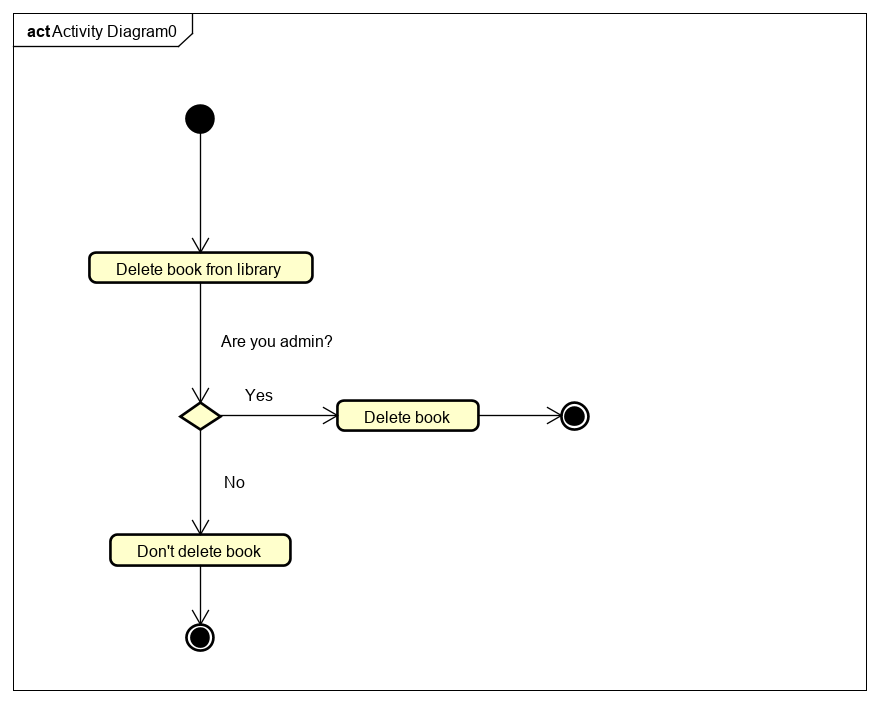 act Activity Diagram0
Delete book fron library
Are you admin?
Yes
Delete book
No
Don't delete book